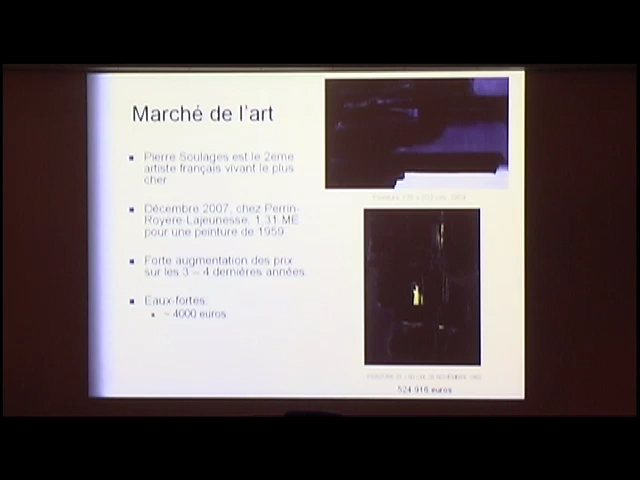 Marché de l'art
Pierre Soulages est le 2eme
artiste français vivant le plus
cher
Décembre 2007, chez Perrin-
Royere-Lajeunesse, 1,31 M€
pour une peinture de 1959
Forte augmentation des prix
sur les 3 – 4 dernières années.
Eaux-fortes:
~ 4000 euros
524 916 euros